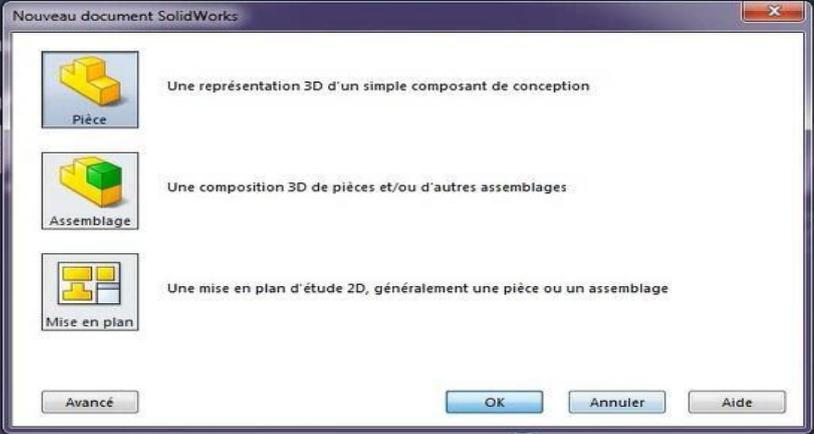 Nouveau document SolidWorks
Pièce
Une représentation 3D d'un simple composant de conception
Assemblage
Une composition 3D de pièces et/ou d'autres assemblages
Mise en plan
Une mise en plan d'étude 2D, généralement une pièce ou un assemblage
Avancé
OK
Annuler
Aide